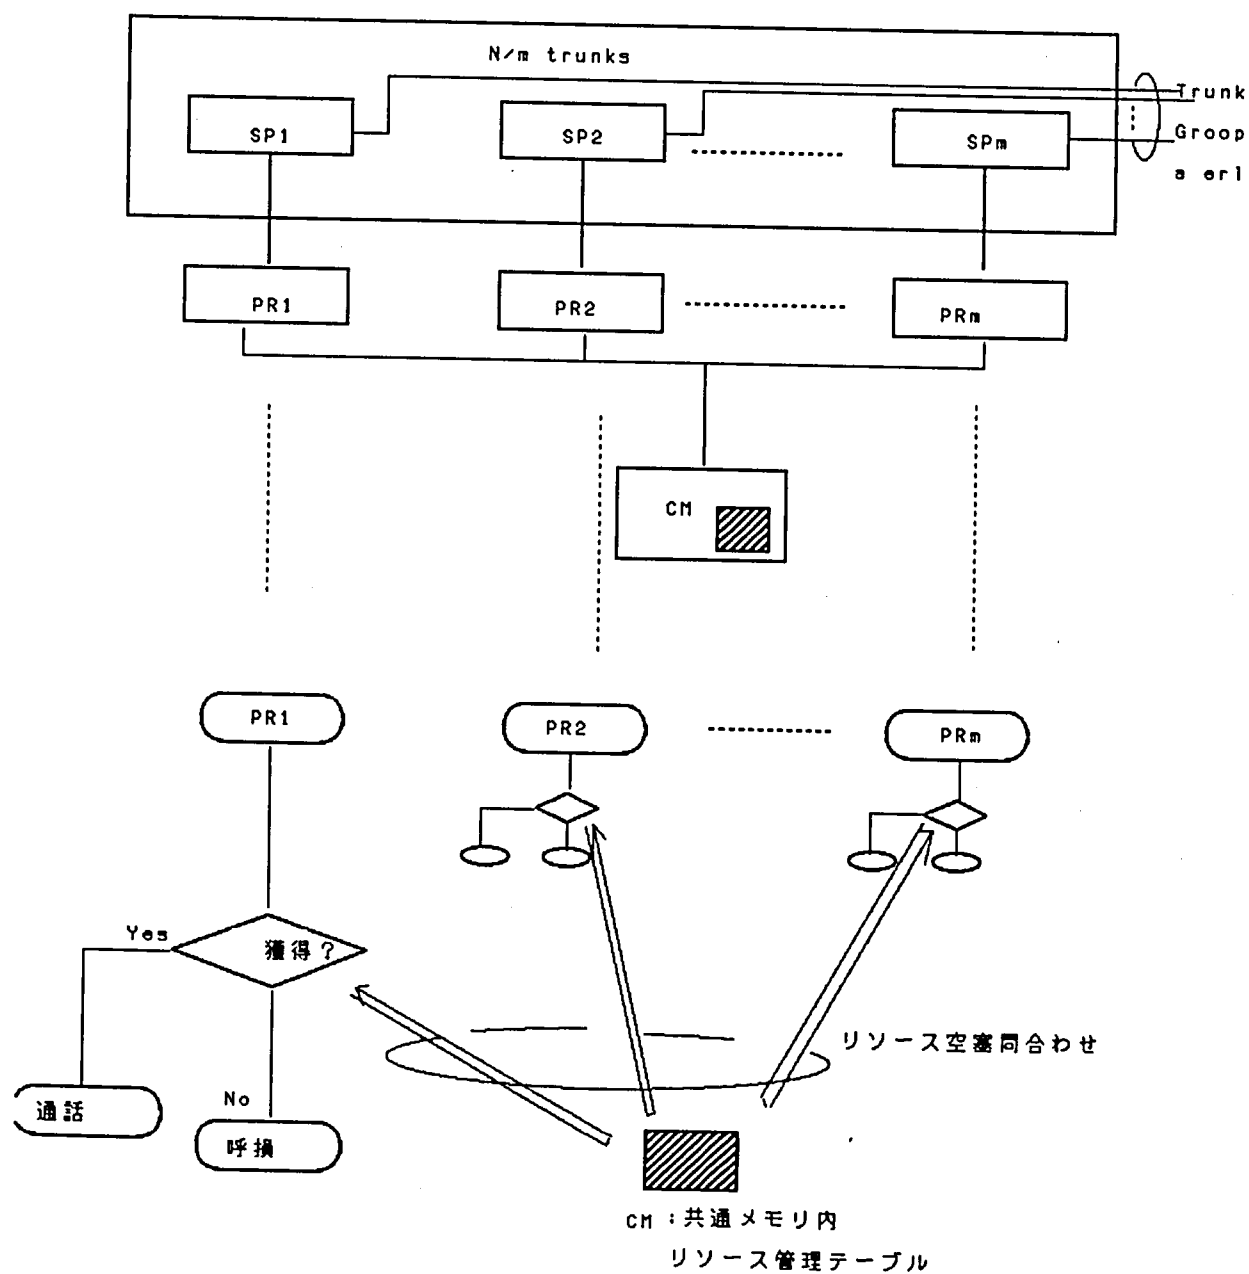 N/m trunks
Trunk
SP1
SP2
SPm
Groop
a erl
PR1
PR2
PRm
CM
PR1
PR2
PRm
Yes
獲得?
リソース空塞問合わせ
通話
No
呼損
CM:共通メモリ内
リソース管理テーブル